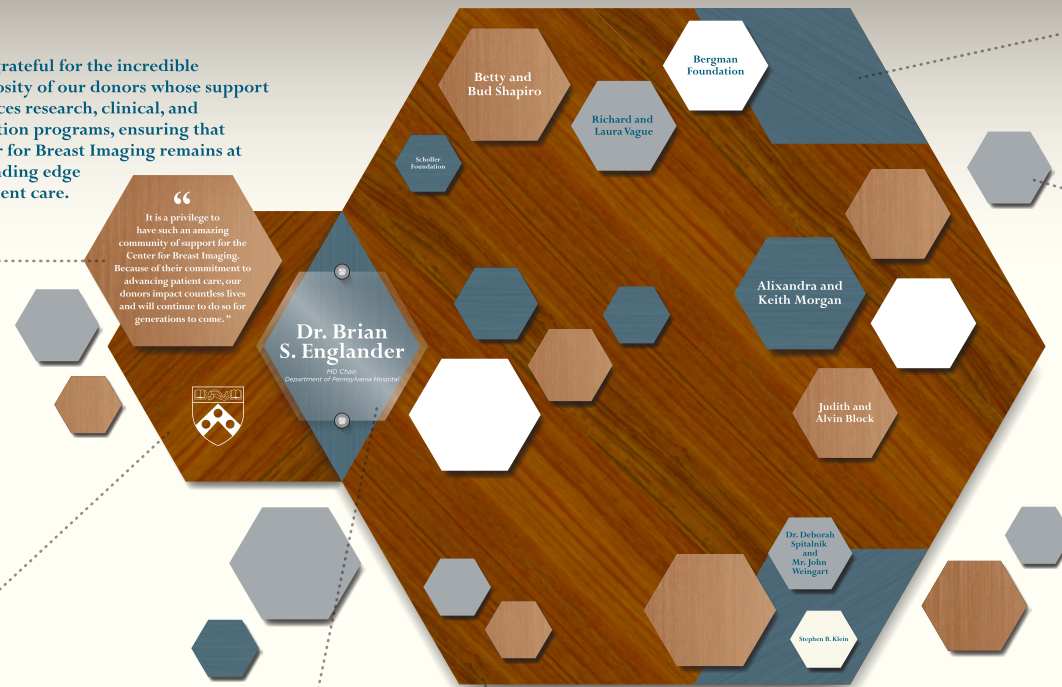 grateful for the incredible
osity of our donors whose support
ces research, clinical, and
tion programs, ensuring that
r for Breast Imaging remains at
ding edge
ent care.
“
It is a privilege to
have such an amazing
community of support for the
Center for Breast Imaging.
Because of their commitment to
advancing patient care, our
donors impact countless lives
and will continue to do so for
generations to come. ”
Dr. Brian
S. Englander
MD Chair,
Department of Pennsylvania Hospital
Betty and
Bud Shapiro
Bergman
Foundation
Richard and
Laura Vague
Scholler
Foundation
Alixandra and
Keith Morgan
Judith and
Alvin Block
Dr. Deborah
Spitalnik
and
Mr. John
Weingart
Stephen B. Klein